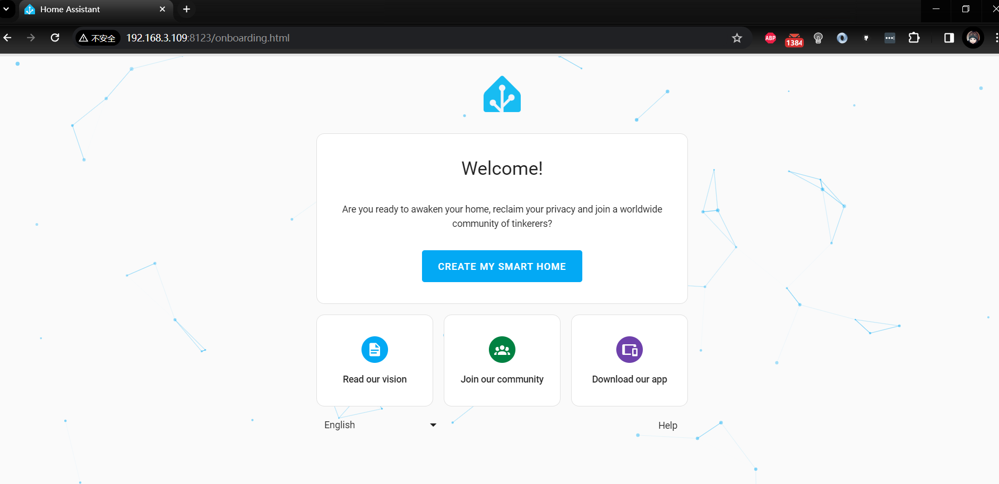 Home Assistant
不安全
192.168.3.109:8123/onboarding.html
ABP
1384
Welcome!
Are you ready to awaken your home, reclaim your privacy and join a worldwide
community of tinkerers?
CREATE MY SMART HOME
Read our vision
Join our community
Download our app
English
Help